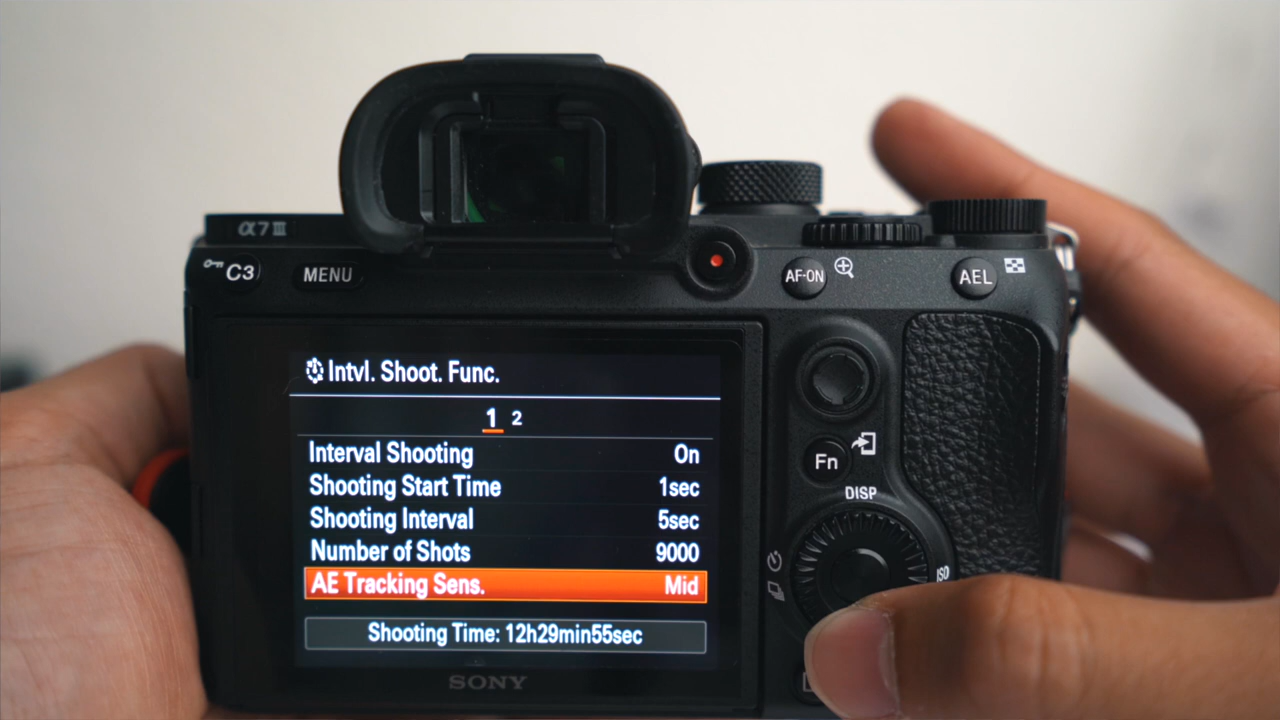 α7III
C3
MENU
AF-ON
AEL
Intvl. Shoot. Func.
1 2
Interval Shooting On
Shooting Start Time 1sec
Shooting Interval 5sec
Number of Shots 9000
AE Tracking Sens. Mid
Shooting Time: 12h29min55sec
Fn
DISP
ISO
SONY